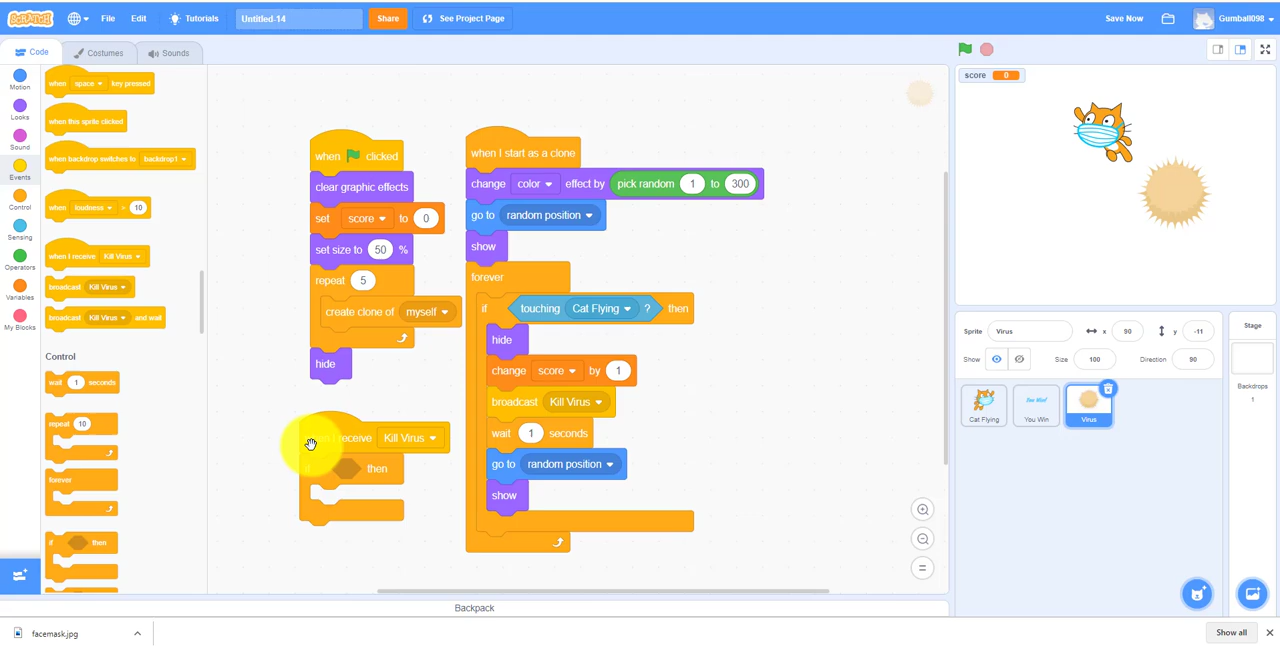 SCRATCH File Edit Tutorials Untitled-14 Share See Project Page Save Now Gumball098
Code Costumes Sounds
Motion
Looks
Sound
Events
Control
Sensing
Operators
Variables
My Blocks
when space key pressed
when this sprite clicked
when backdrop switches to backdrop1
when loudness > 10
when I receive Kill Virus
broadcast Kill Virus
broadcast Kill Virus and wait
Control
wait 1 seconds
repeat 10
forever
if then
when clicked
clear graphic effects
set score to 0
set size to 50 %
repeat 5
create clone of myself
hide
receive Kill Virus
then
when I start as a clone
change color effect by pick random 1 to 300
go to random position
show
forever
if touching Cat Flying ? then
hide
change score by 1
broadcast Kill Virus
wait 1 seconds
go to random position
show
score 0
Sprite Virus x 90 y -11
Show Size 100 Direction 90
Cat Flying
You Win!
You Win
Virus
Stage
Backdrops
1
Backpack
facemask.jpg Show all